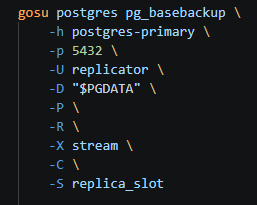 gosu postgres pg_basebackup \
-h postgres-primary \
-p 5432 \
-U replicator \
-D "$PGDATA" \
-P \
-R \
-X stream \
-C \
-S replica_slot